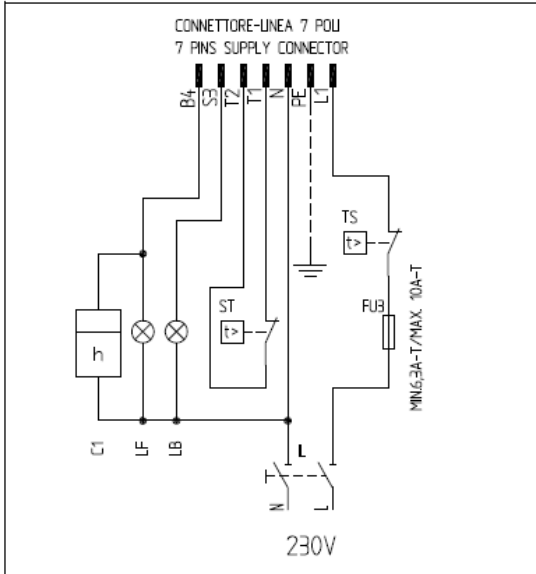 CONNETTORE-LINEA 7 POLI
7 PINS SUPPLY CONNECTOR
B4
S3
T2
T1
N
PE
L1
TS
t>
FU3
MIN.6,3A-T/MAX. 10A-T
ST
t>
h
C1
LF
LB
L
N
L
230V